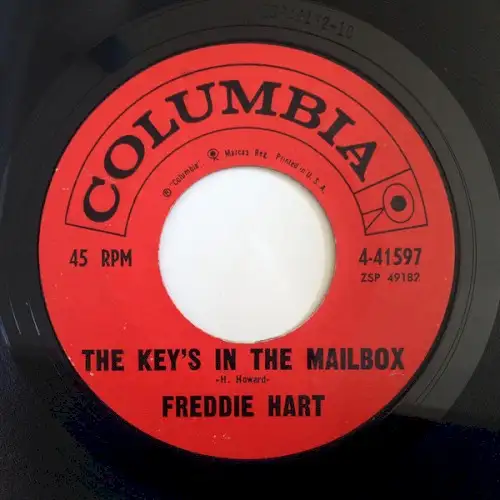 COLUMBIA
® "Columbia", Marcas Reg. Printed in U.S.A.
45 RPM
4-41597
ZSP 49182
THE KEY'S IN THE MAILBOX
-H. Howard-
FREDDIE HART